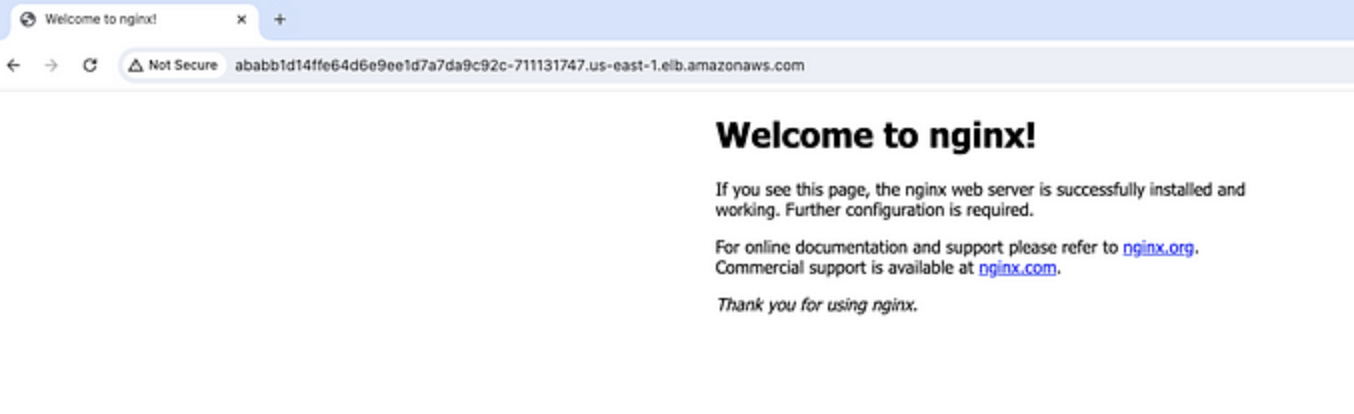 Welcome to nginx!
Not Secure ababb1d14ffe64d6e9ee1d7a7da9c92c-711131747.us-east-1.elb.amazonaws.com
Welcome to nginx!
If you see this page, the nginx web server is successfully installed and
working. Further configuration is required.
For online documentation and support please refer to nginx.org.
Commercial support is available at nginx.com.
Thank you for using nginx.